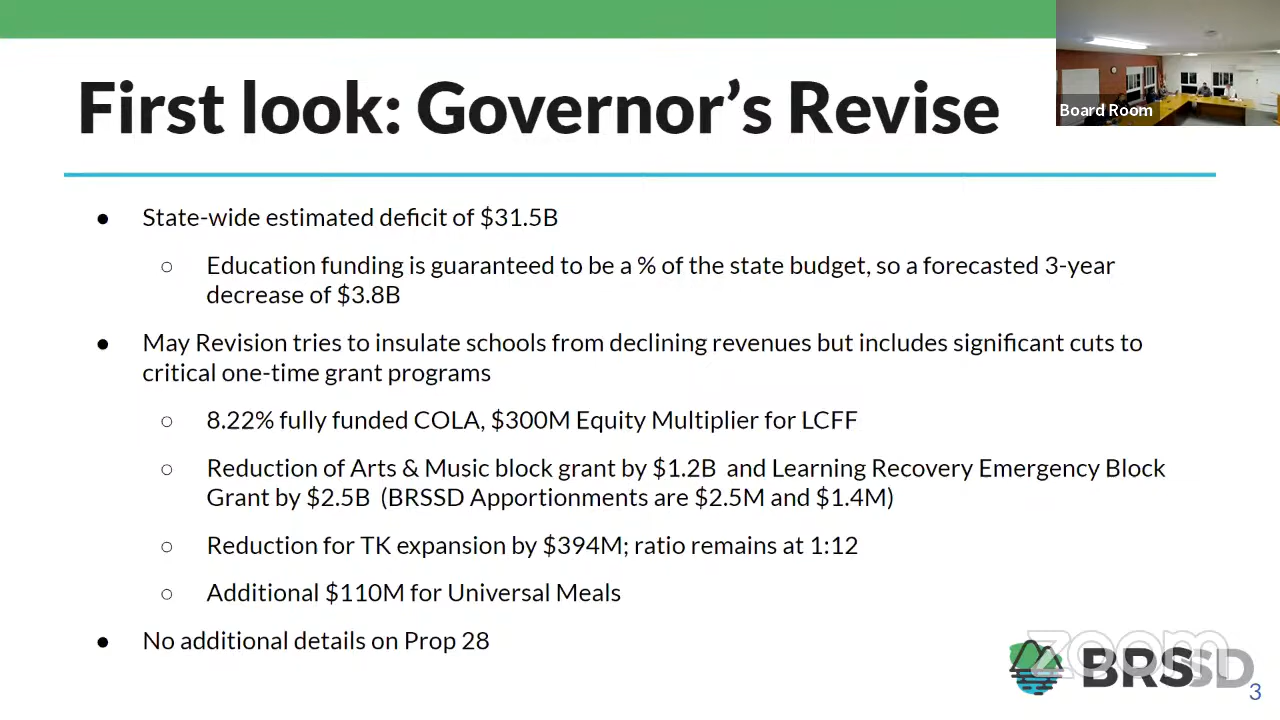 First look: Governor's Revise
Board Room
● State-wide estimated deficit of $31.5B
○ Education funding is guaranteed to be a % of the state budget, so a forecasted 3-year
decrease of $3.8B
● May Revision tries to insulate schools from declining revenues but includes significant cuts to
critical one-time grant programs
○ 8.22% fully funded COLA, $300M Equity Multiplier for LCFF
○ Reduction of Arts & Music block grant by $1.2B and Learning Recovery Emergency Block
Grant by $2.5B (BRSSD Apportionments are $2.5M and $1.4M)
○ Reduction for TK expansion by $394M; ratio remains at 1:12
○ Additional $110M for Universal Meals
● No additional details on Prop 28
zoom
BRSSD
3